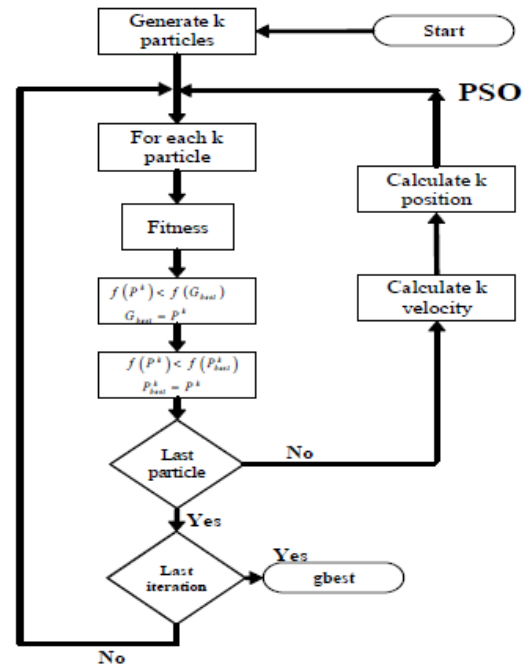 Generate k
particles
Start
PSO
For each k
particle
Calculate k
position
Fitness
Calculate k
velocity
f(P^k) < f(G_best)
G_best = P^k
f(P^k) < f(P^k_best)
P^k_best = P^k
Last
particle
No
Yes
Last
iteration
Yes
gbest
No